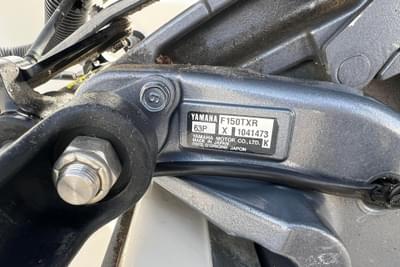 YAMAHA F150TXR
63P X 1041473
YAMAHA MOTOR CO., LTD. K
MADE IN JAPAN
JAPON